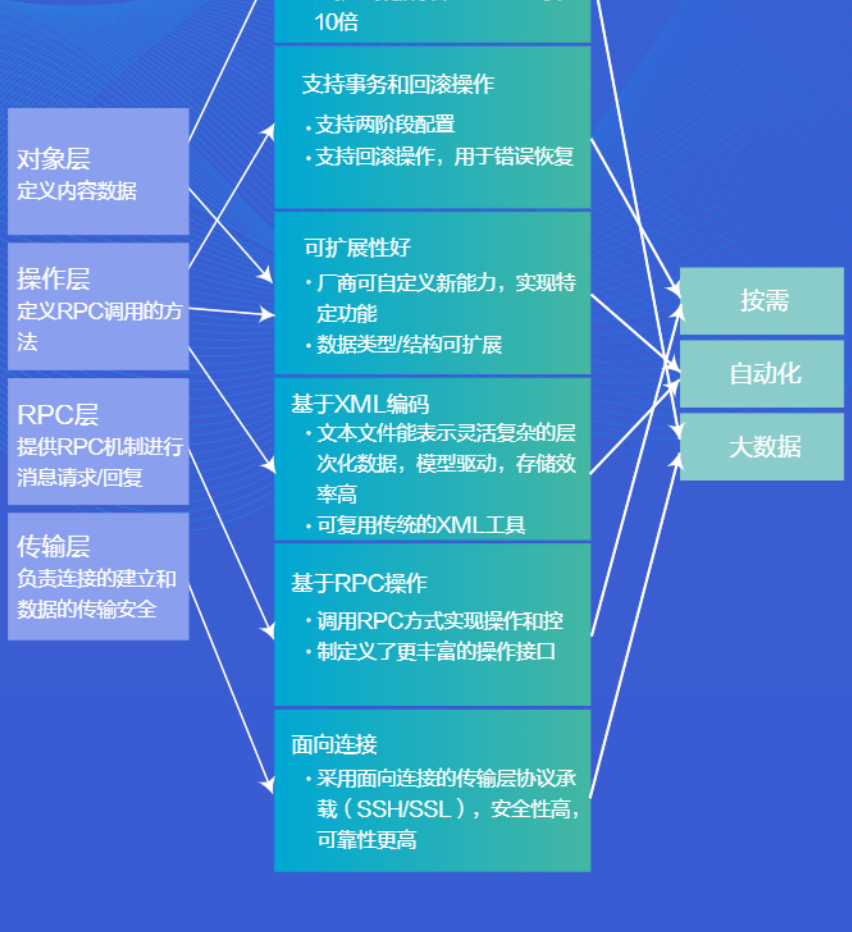 对象层
定义内容数据
操作层
定义RPC调用的方
法
RPC层
提供RPC机制进行
消息请求/回复
传输层
负责连接的建立和
数据的传输安全
10倍
支持事务和回滚操作
·支持两阶段配置
·支持回滚操作，用于错误恢复
可扩展性好
·厂商可自定义新能力，实现特
定功能
·数据类型/结构可扩展
基于XML编码
·文本文件能表示灵活复杂的层
次化数据，模型驱动，存储效
率高
·可复用传统的XML工具
基于RPC操作
·调用RPC方式实现操作和控
·制定义了更丰富的操作接口
面向连接
·采用面向连接的传输层协议承
载（SSH/SSL），安全性高，
可靠性更高
按需
自动化
大数据